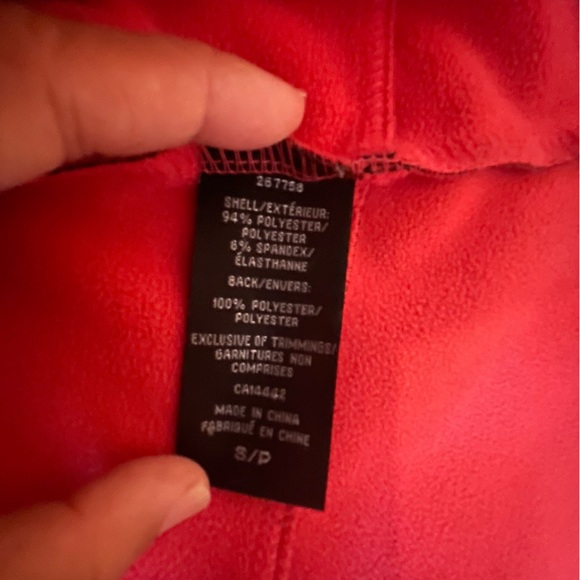 267758
SHELL/EXTÉRIEUR:
94% POLYESTER/
POLYESTER
6% SPANDEX/
ÉLASTHANNE
BACK/ENVERS:
100% POLYESTER/
POLYESTER
EXCLUSIVE OF TRIMMINGS/
GARNITURES NON
COMPRISES
CA14442
MADE IN CHINA
FABRIQUÉ EN CHINE
S/P